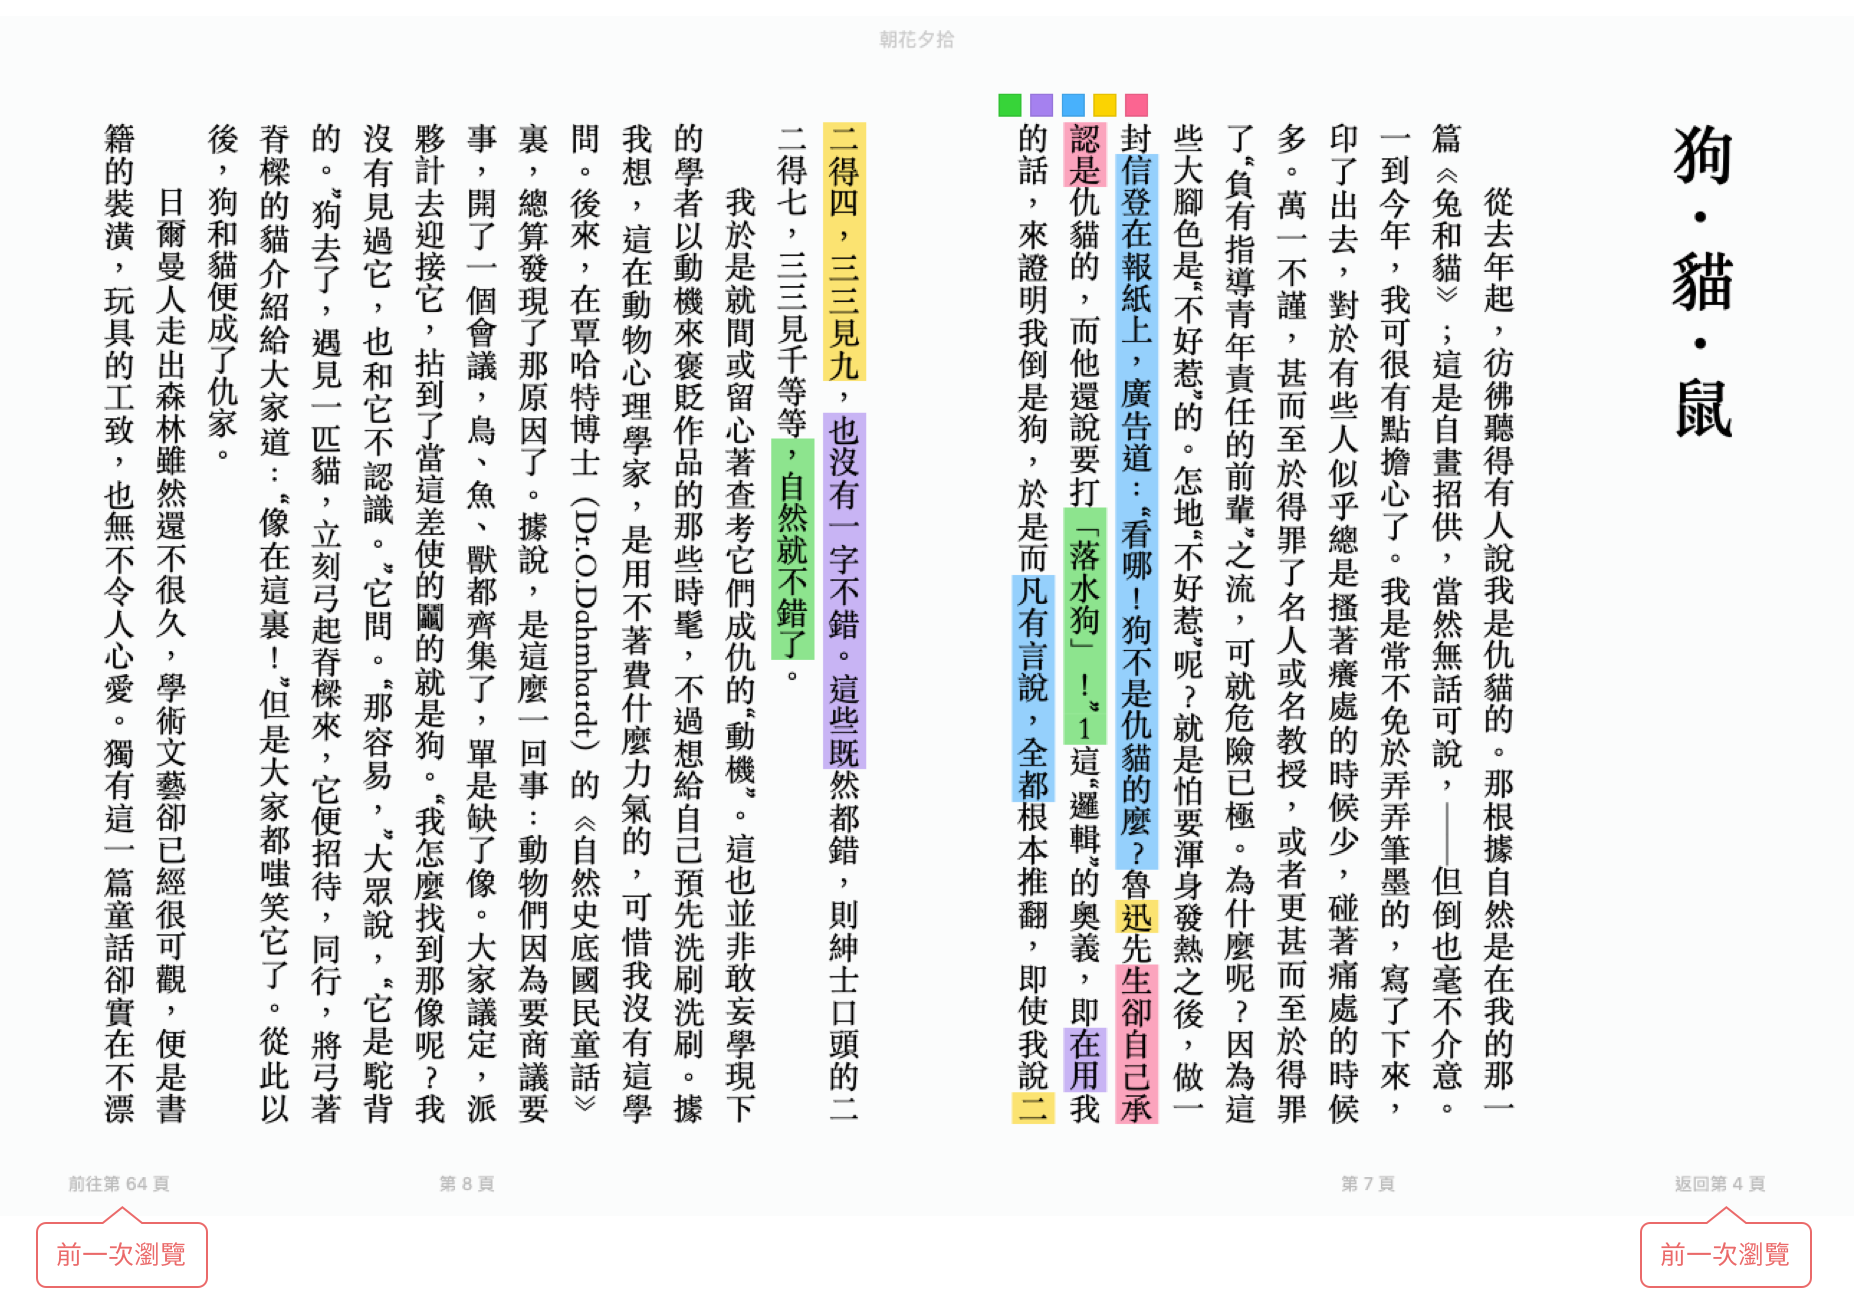 朝花夕拾
狗·貓·鼠
從去年起，彷彿聽得有人說我是仇貓的。那根據自然是在我的那一
篇《兔和貓》；這是自畫招供，當然無話可說，——但倒也毫不介意。
一到今年，我可很有點擔心了。我是常不免於弄弄筆墨的，寫了下來，
印了出去，對於有些人似乎總是搔著癢處的時候少，碰著痛處的時候
多。萬一不謹，甚而至於得罪了名人或名教授，或者更甚而至於得罪
了“負有指導青年責任的前輩”之流，可就危險已極。為什麼呢？因為這
些大腳色是“不好惹”的。怎地“不好惹”呢？就是怕要渾身發熱之後，做一
封信登在報紙上，廣告道：“看哪！狗不是仇貓的麼？魯迅先生卻自己承
認是仇貓的，而他還說要打「落水狗」！”1這“邏輯”的奧義，即在用我
的話，來證明我倒是狗，於是而凡有言說，全都根本推翻，即使我說二
二得四，三三見九，也沒有一字不錯。這些既然都錯，則紳士口頭的二
二得七，三三見千等等，自然就不錯了。
我於是就間或留心著查考它們成仇的“動機”。這也並非敢妄學現下
的學者以動機來褒貶作品的那些時髦，不過想給自己預先洗刷洗刷。據
我想，這在動物心理學家，是用不著費什麼力氣的，可惜我沒有這學
問。後來，在覃哈特博士（Dr.O.Dahmhardt）的《自然史底國民童話》
裏，總算發現了那原因了。據說，是這麼一回事：動物們因為要商議要
事，開了一個會議，鳥、魚、獸都齊集了，單是缺了像。大家議定，派
夥計去迎接它，拈到了當這差使的鬮的就是狗。“我怎麼找到那像呢？我
沒有見過它，也和它不認識。”它問。“那容易，”大眾說，“它是駝背
的。”狗去了，遇見一匹貓，立刻弓起脊樑來，它便招待，同行，將弓著
脊樑的貓介紹給大家道：“像在這裏！”但是大家都嗤笑它了。從此以
後，狗和貓便成了仇家。
日爾曼人走出森林雖然還不很久，學術文藝卻已經很可觀，便是書
籍的裝潢，玩具的工致，也無不令人心愛。獨有這一篇童話卻實在不漂
前往第 64 頁
第 8 頁
第 7 頁
返回第 4 頁
前一次瀏覽
前一次瀏覽